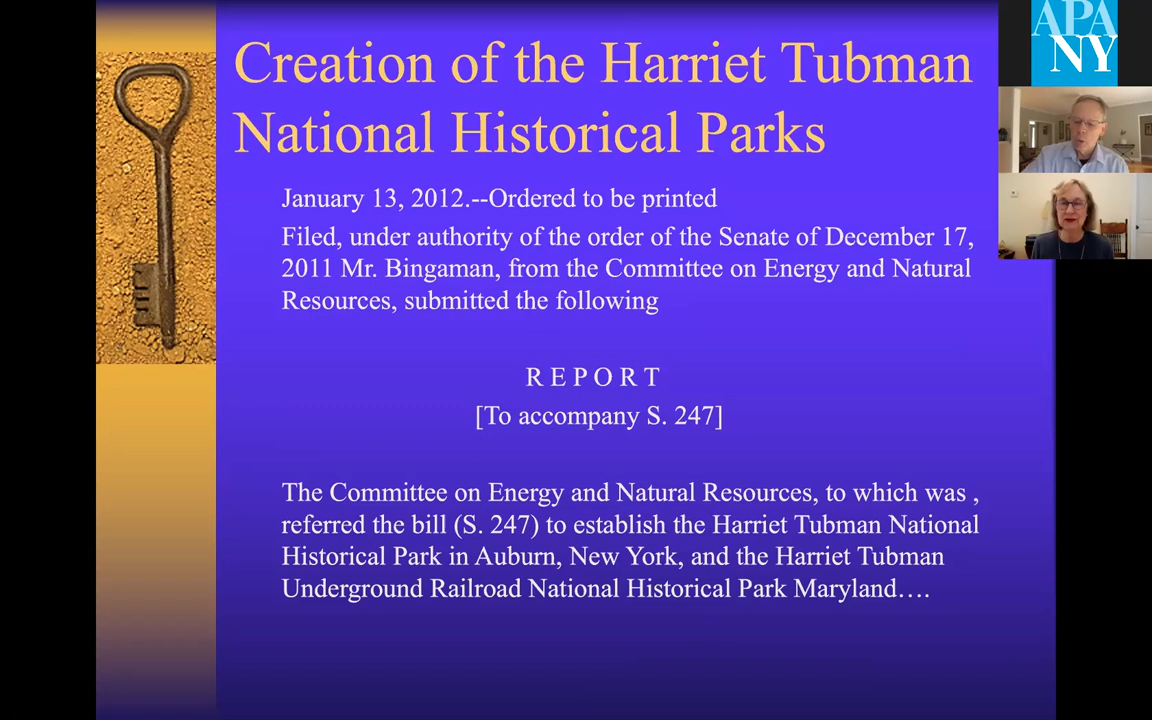 Creation of the Harriet Tubman
National Historical Parks
January 13, 2012.--Ordered to be printed
Filed, under authority of the order of the Senate of December 17,
2011 Mr. Bingaman, from the Committee on Energy and Natural
Resources, submitted the following
R E P O R T
[To accompany S. 247]
The Committee on Energy and Natural Resources, to which was ,
referred the bill (S. 247) to establish the Harriet Tubman National
Historical Park in Auburn, New York, and the Harriet Tubman
Underground Railroad National Historical Park Maryland….
APA
NY